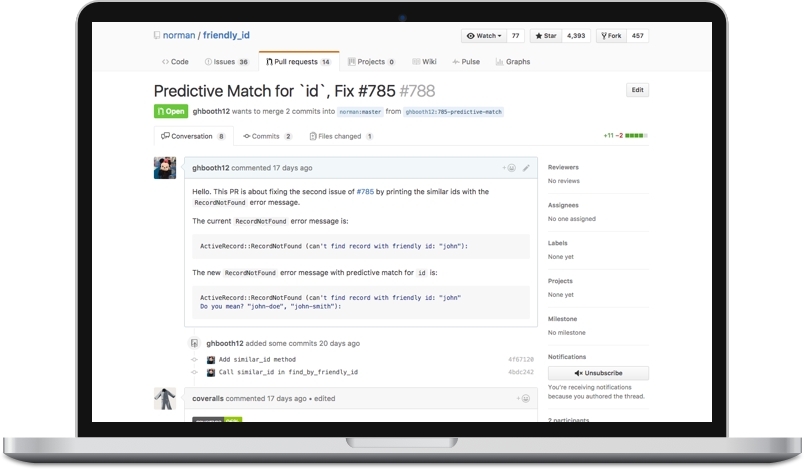 norman / friendly_id
Watch 77 Star 4,393 Fork 457
Code Issues 36 Pull requests 14 Projects 0 Wiki Pulse Graphs
Predictive Match for `id`, Fix #785 #788
Edit
Open ghbooth12 wants to merge 2 commits into norman:master from ghbooth12:785-predictive-match
Conversation 8 Commits 2 Files changed 1
+11 −2
ghbooth12 commented 17 days ago
Hello. This PR is about fixing the second issue of #785 by printing the similar ids with the
RecordNotFound error message.
The current RecordNotFound error message is:
ActiveRecord::RecordNotFound (can't find record with friendly id: "john"):
The new RecordNotFound error message with predictive match for id is:
ActiveRecord::RecordNotFound (can't find record with friendly id: "john"
Do you mean? "john-doe", "john-smith"):
ghbooth12 added some commits 20 days ago
Add similar_id method 4f67120
Call similar_id in find_by_friendly_id 4bdc242
coveralls commented 17 days ago • edited
Reviewers
No reviews
Assignees
No one assigned
Labels
None yet
Projects
None yet
Milestone
No milestone
Notifications
Unsubscribe
You're receiving notifications
because you authored the thread.
2 participants